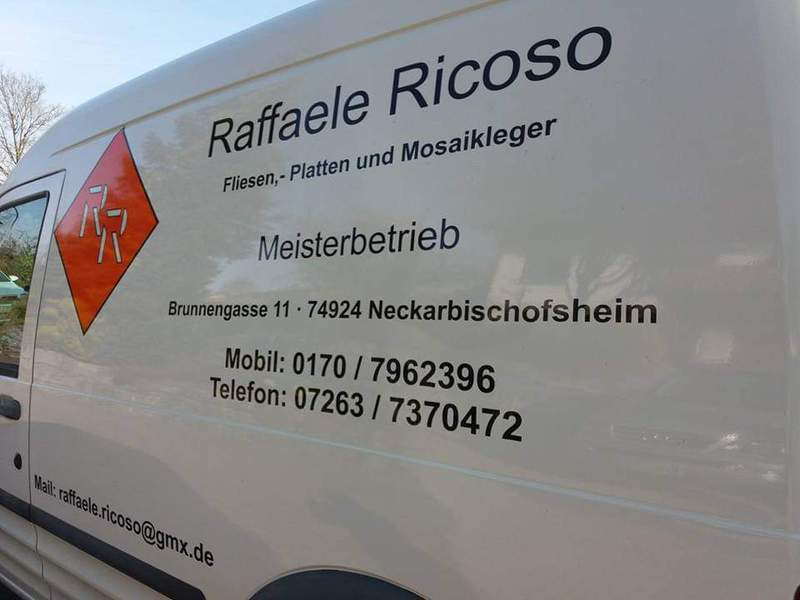 Raffaele Ricoso
Fliesen,- Platten und Mosaikleger
RR
Meisterbetrieb
Brunnengasse 11 · 74924 Neckarbischofsheim
Mobil: 0170 / 7962396
Telefon: 07263 / 7370472
Mail: raffaele.ricoso@gmx.de